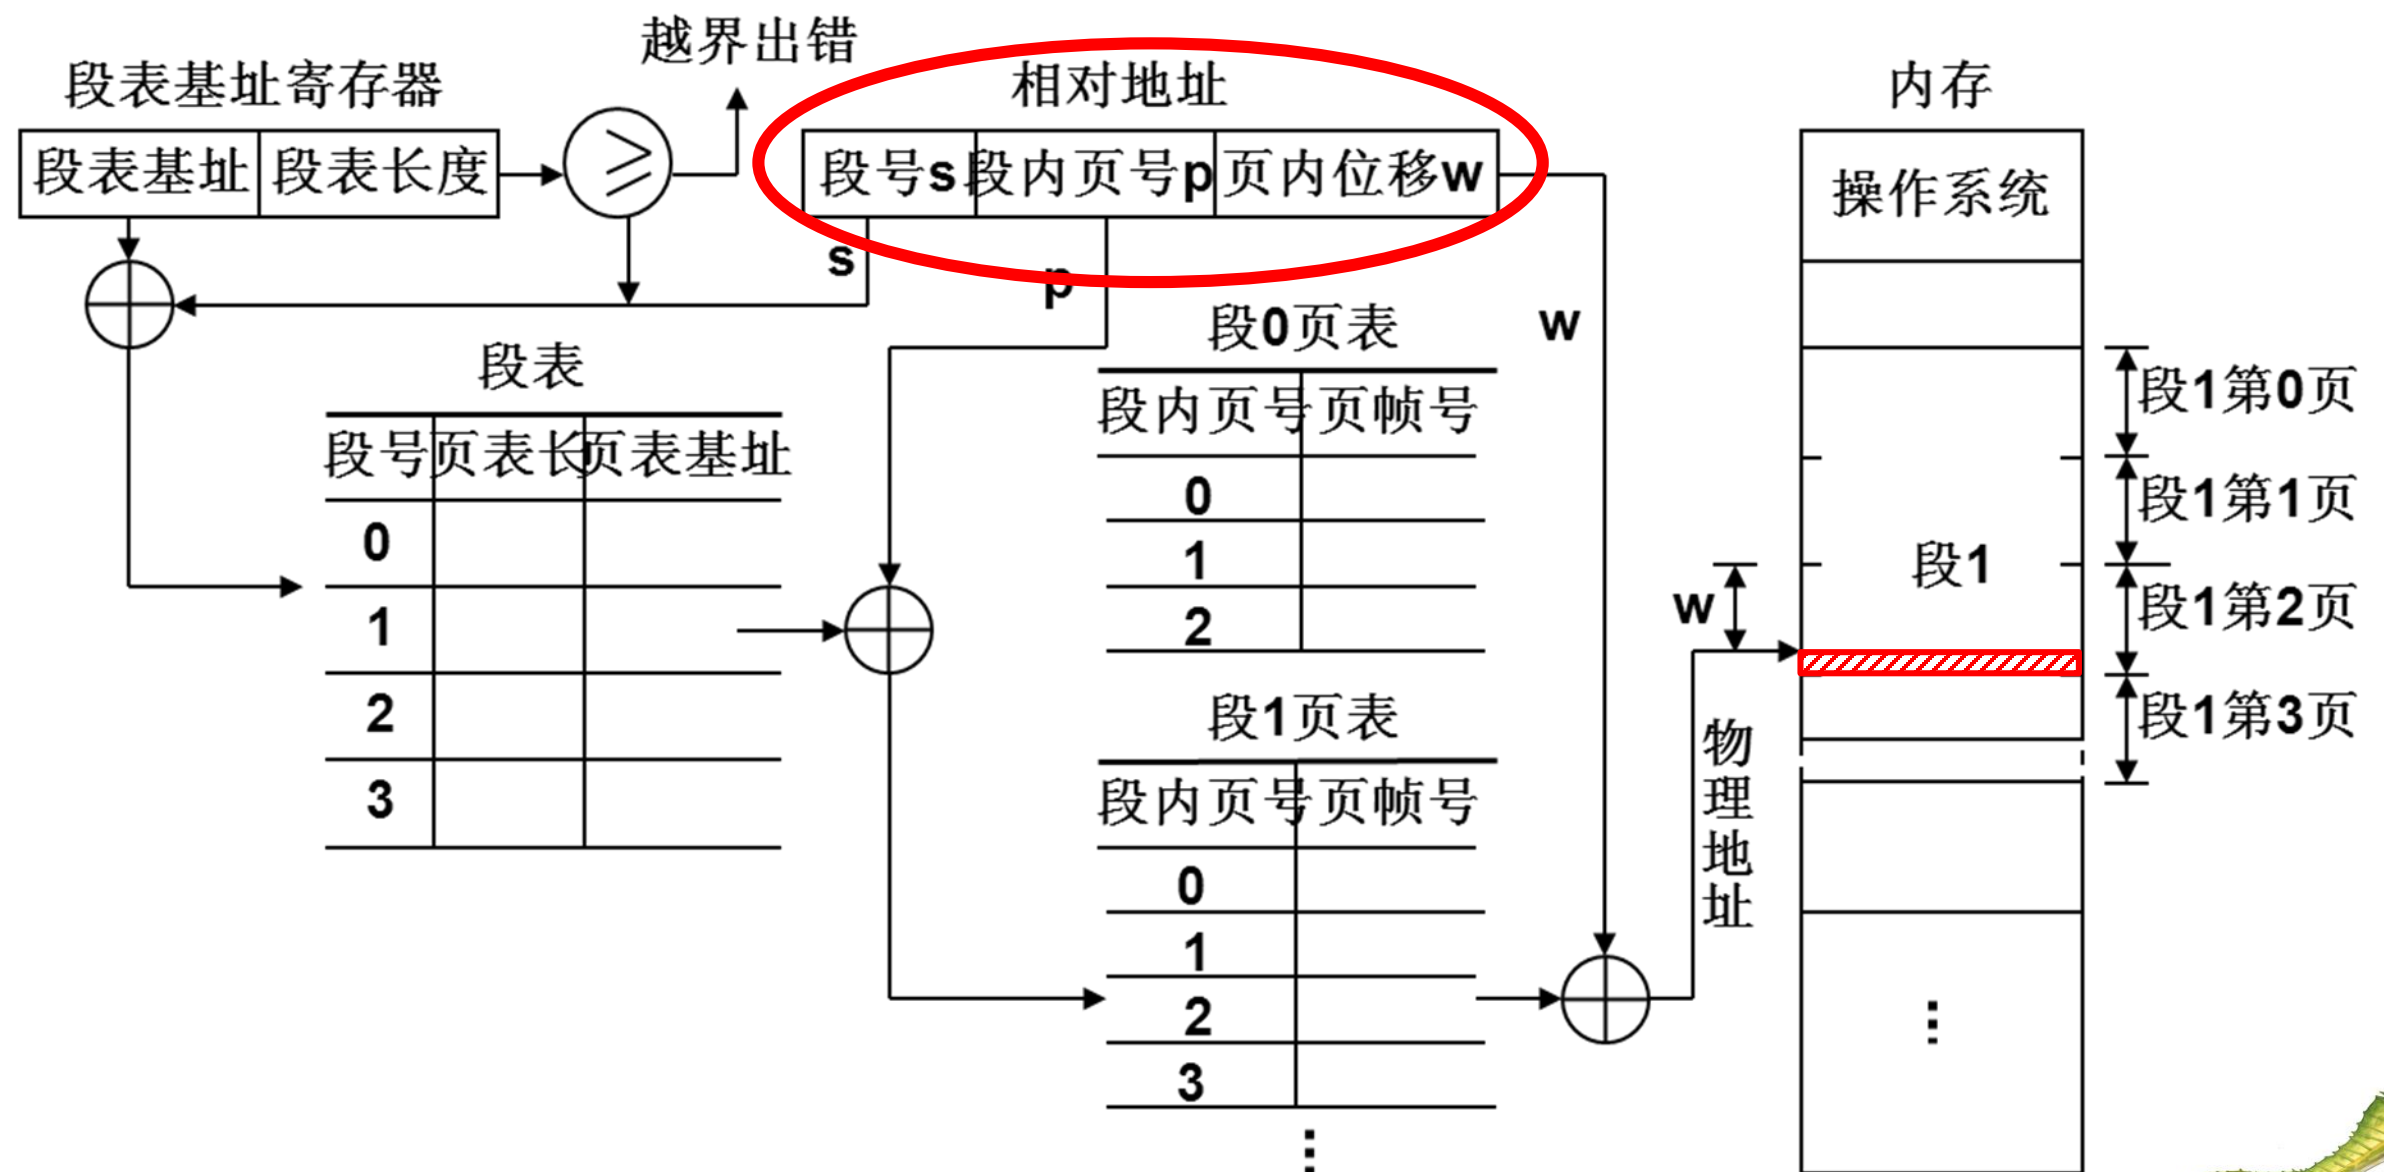 越界出错
段表基址寄存器
相对地址
内存
段表基址 段表长度 ≥ 段号s 段内页号p 页内位移w
操作系统
s
p
w
段0页表
段内页号 页帧号
0
1
2
段表
段号 页表长 页表基址
0
1
2
3
段1页表
段内页号 页帧号
0
1
2
3
⋮
物理地址
w
段1
⋮
段1第0页
段1第1页
段1第2页
段1第3页